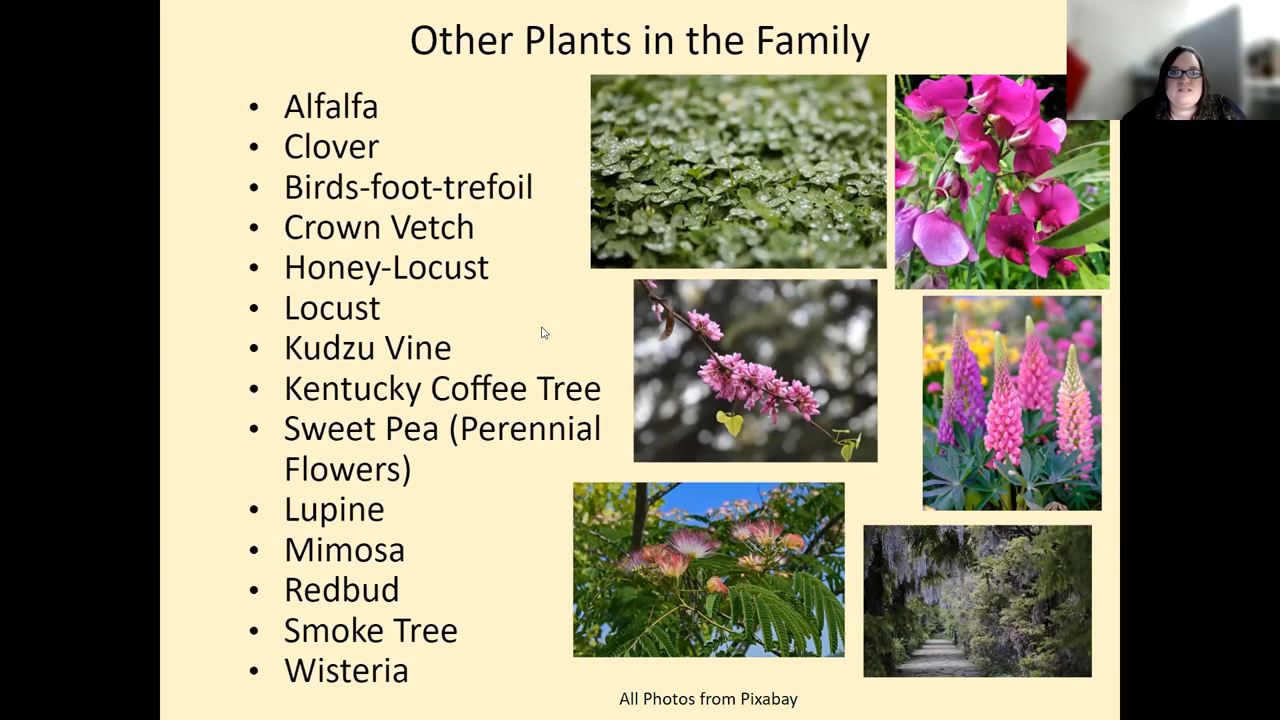 Other Plants in the Family
• Alfalfa
• Clover
• Birds-foot-trefoil
• Crown Vetch
• Honey-Locust
• Locust
• Kudzu Vine
• Kentucky Coffee Tree
• Sweet Pea (Perennial
Flowers)
• Lupine
• Mimosa
• Redbud
• Smoke Tree
• Wisteria
All Photos from Pixabay